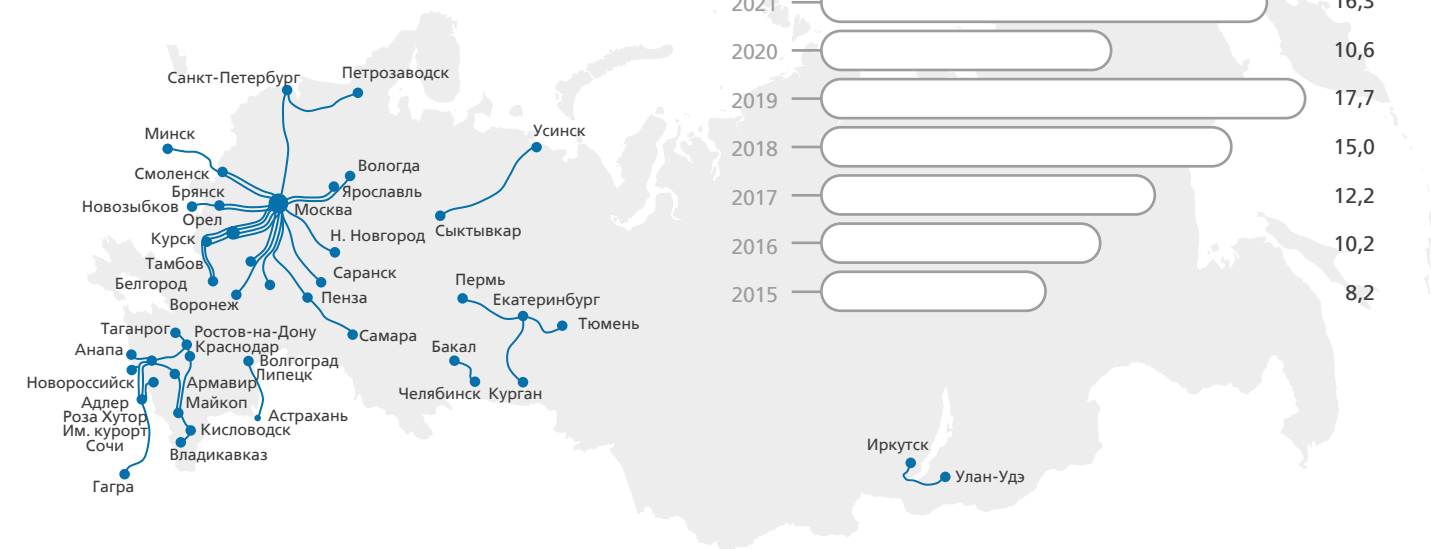 2021 16,3
2020 10,6
2019 17,7
2018 15,0
2017 12,2
2016 10,2
2015 8,2
Санкт-Петербург
Петрозаводск
Минск
Усинск
Смоленск
Вологда
Брянск
Ярославль
Новозыбков
Москва
Орел
Сыктывкар
Курск
Н. Новгород
Тамбов
Саранск
Белгород
Пермь
Воронеж
Пенза
Екатеринбург
Таганрог
Ростов-на-Дону
Самара
Тюмень
Анапа
Краснодар
Бакал
Волгоград
Липецк
Новороссийск
Армавир
Челябинск
Курган
Адлер
Майкоп
Роза Хутор
Астрахань
Им. курорт
Кисловодск
Сочи
Владикавказ
Иркутск
Улан-Удэ
Гагра